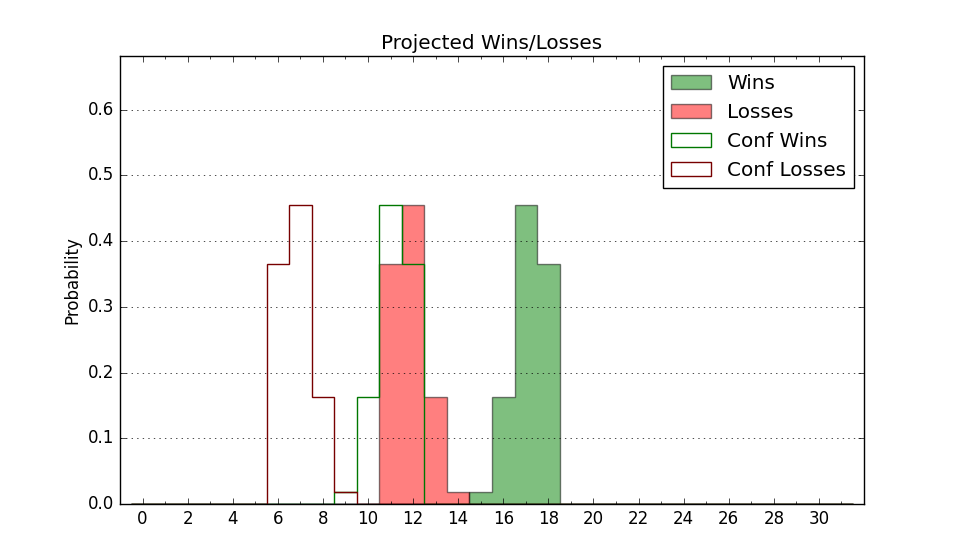 Projected Wins/Losses
Wins
Losses
Conf Wins
Conf Losses
Probability
0.6
0.5
0.4
0.3
0.2
0.1
0.0
0 2 4 6 8 10 12 14 16 18 20 22 24 26 28 30